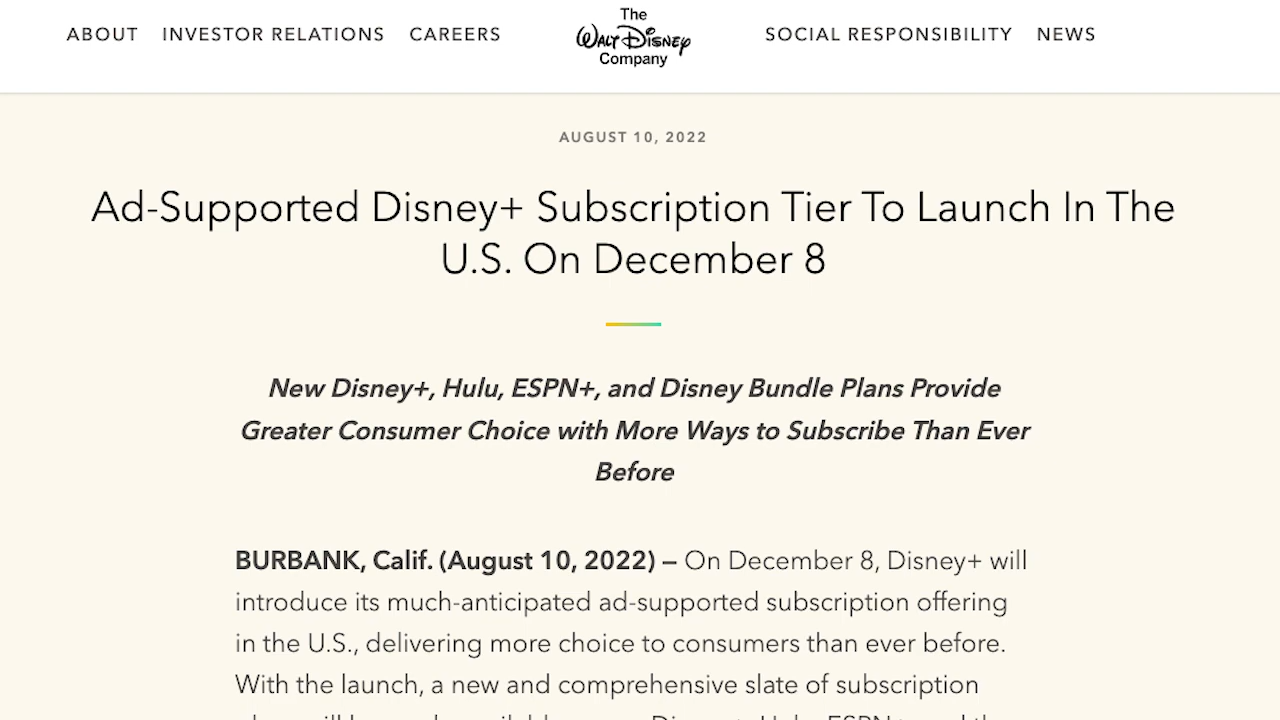 ABOUT INVESTOR RELATIONS CAREERS The Walt Disney Company SOCIAL RESPONSIBILITY NEWS
AUGUST 10, 2022
Ad-Supported Disney+ Subscription Tier To Launch In The
U.S. On December 8
New Disney+, Hulu, ESPN+, and Disney Bundle Plans Provide
Greater Consumer Choice with More Ways to Subscribe Than Ever
Before
BURBANK, Calif. (August 10, 2022) – On December 8, Disney+ will
introduce its much-anticipated ad-supported subscription offering
in the U.S., delivering more choice to consumers than ever before.
With the launch, a new and comprehensive slate of subscription